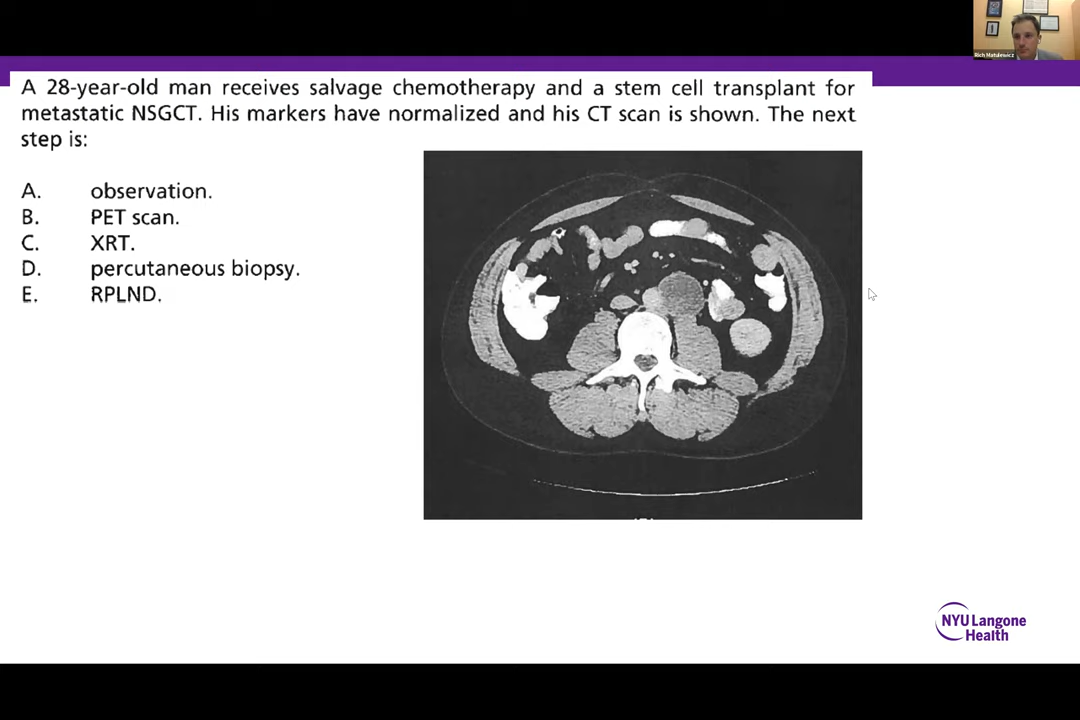 Rich Matulewicz
A 28-year-old man receives salvage chemotherapy and a stem cell transplant for
metastatic NSGCT. His markers have normalized and his CT scan is shown. The next
step is:
A. observation.
B. PET scan.
C. XRT.
D. percutaneous biopsy.
E. RPLND.
NYU Langone
Health